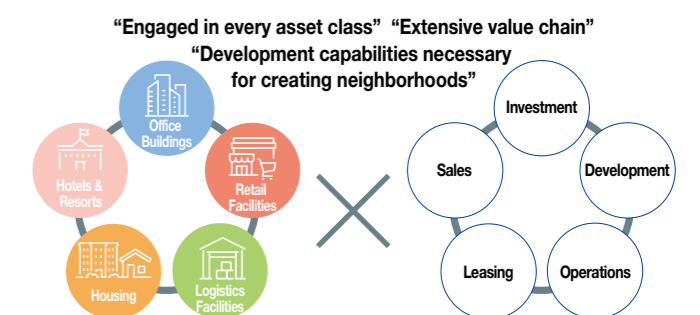 “Engaged in every asset class” “Extensive value chain”
“Development capabilities necessary
for creating neighborhoods”
Office
Buildings
Hotels &
Resorts
Retail
Facilities
Housing
Logistics
Facilities
Investment
Sales
Development
Leasing
Operations